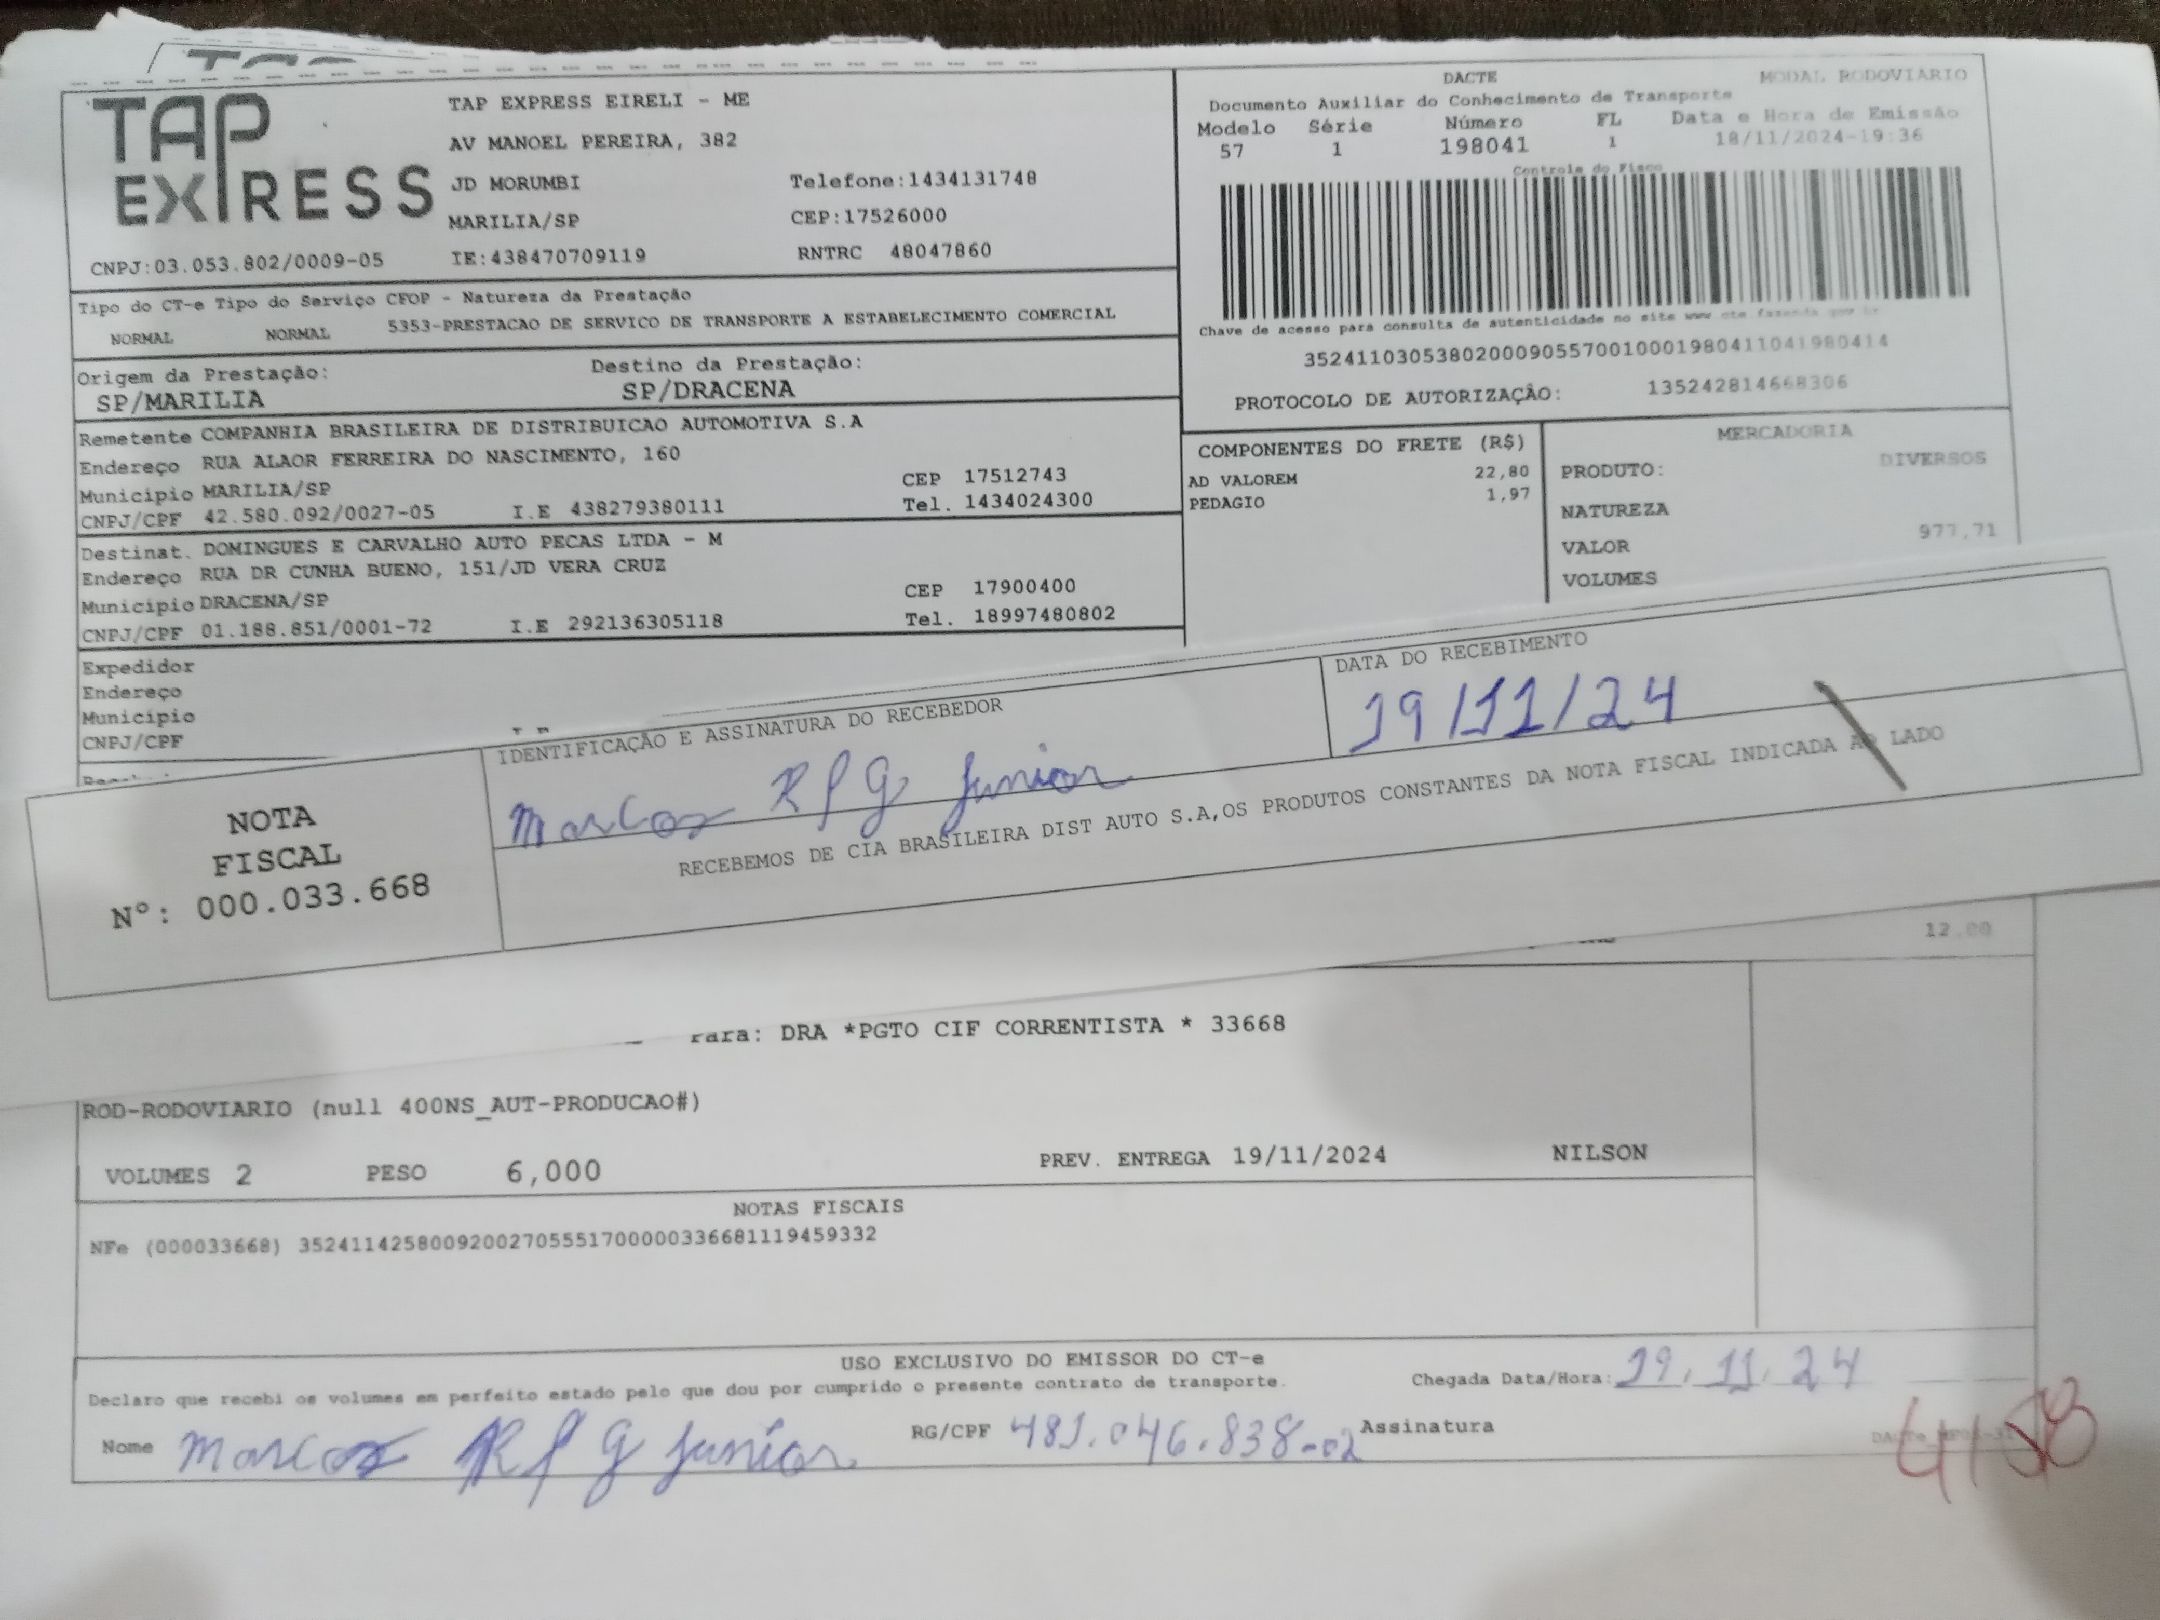 TAP EXPRESS
TAP EXPRESS EIRELI - ME
AV MANOEL PEREIRA, 382
JD MORUMBI Telefone:1434131748
MARILIA/SP CEP:17526000
CNPJ:03.053.802/0009-05 IE:438470709119 RNTRC 48047860
DACTE MODAL RODOVIARIO
Documento Auxiliar do Conhecimento de Transporte
Modelo Série Número FL Data e Hora de Emissão
57 1 198041 1 18/11/2024-19:36
Controle do Fisco
Chave de acesso para consulta de autenticidade no site www.cte.fazenda.gov.br
35241103053802000905570010001980411041980414
PROTOCOLO DE AUTORIZAÇÃO: 135242814668306
Tipo do CT-e Tipo do Serviço CFOP - Natureza da Prestação
NORMAL NORMAL 5353-PRESTACAO DE SERVICO DE TRANSPORTE A ESTABELECIMENTO COMERCIAL
Origem da Prestação: Destino da Prestação:
SP/MARILIA SP/DRACENA
Remetente COMPANHIA BRASILEIRA DE DISTRIBUICAO AUTOMOTIVA S.A
Endereço RUA ALAOR FERREIRA DO NASCIMENTO, 160
Município MARILIA/SP CEP 17512743
CNPJ/CPF 42.580.092/0027-05 I.E 438279380111 Tel. 1434024300
Destinat. DOMINGUES E CARVALHO AUTO PECAS LTDA - M
Endereço RUA DR CUNHA BUENO, 151/JD VERA CRUZ
Município DRACENA/SP CEP 17900400
CNPJ/CPF 01.188.851/0001-72 I.E 292136305118 Tel. 18997480802
Expedidor
Endereço
Município
CNPJ/CPF
COMPONENTES DO FRETE (R$)
AD VALOREM 22,80
PEDAGIO 1,97
MERCADORIA
PRODUTO: DIVERSOS
NATUREZA
VALOR 977,71
VOLUMES
NOTA
FISCAL
Nº: 000.033.668
IDENTIFICAÇÃO E ASSINATURA DO RECEBEDOR
Marcos R P G Junior
DATA DO RECEBIMENTO
19/11/24
RECEBEMOS DE CIA BRASILEIRA DIST AUTO S.A,OS PRODUTOS CONSTANTES DA NOTA FISCAL INDICADA AO LADO
12,00
Para: DRA *PGTO CIF CORRENTISTA * 33668
ROD-RODOVIARIO (null 400NS_AUT-PRODUCAO#)
VOLUMES 2 PESO 6,000 PREV. ENTREGA 19/11/2024 NILSON
NOTAS FISCAIS
NFe (000033668) 35241142580092002705551700000336681119459332
USO EXCLUSIVO DO EMISSOR DO CT-e
Declaro que recebi os volumes em perfeito estado pelo que dou por cumprido o presente contrato de transporte.
Chegada Data/Hora: 19.11.24
Nome Marcos R P G Junior RG/CPF 481.046.838-02 Assinatura